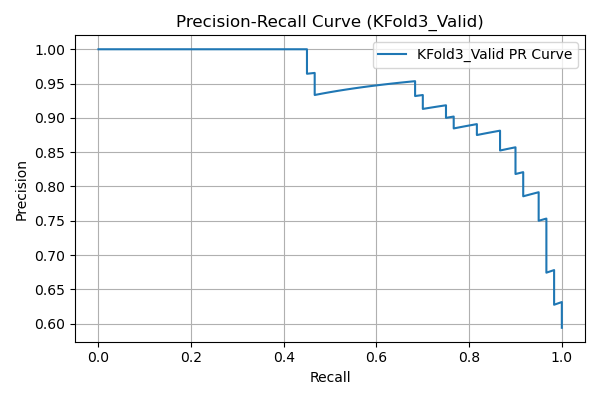 Precision-Recall Curve (KFold3_Valid)
KFold3_Valid PR Curve
Precision
1.00
0.95
0.90
0.85
0.80
0.75
0.70
0.65
0.60
0.0 0.2 0.4 0.6 0.8 1.0
Recall